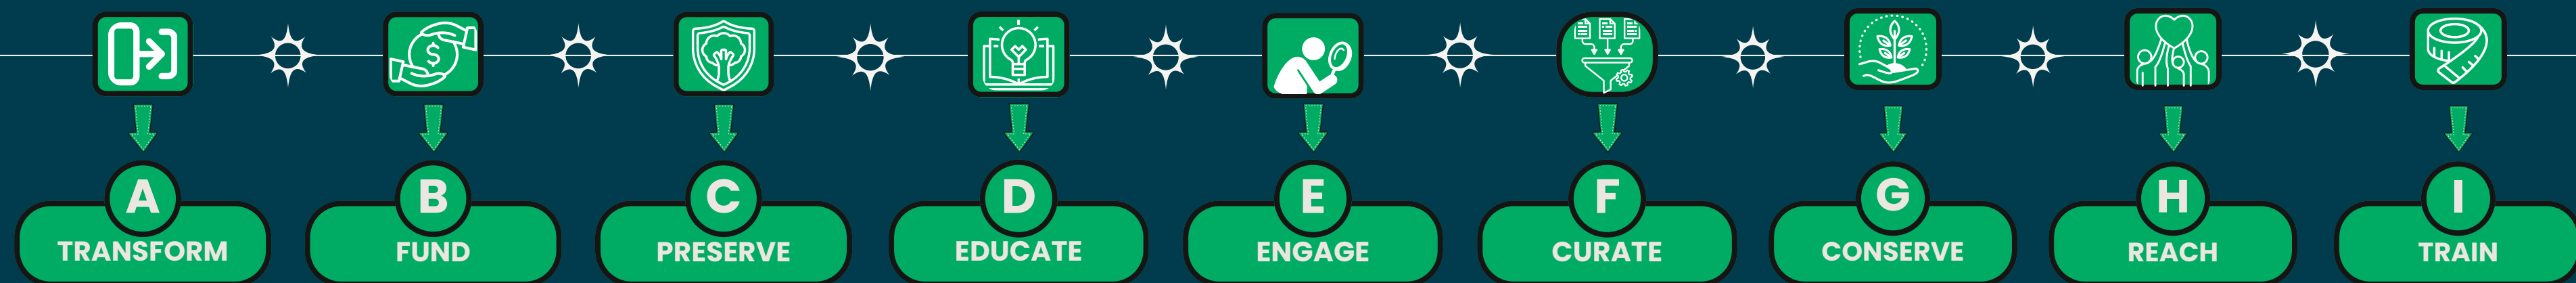 A
TRANSFORM
B
FUND
C
PRESERVE
D
EDUCATE
E
ENGAGE
F
CURATE
G
CONSERVE
H
REACH
I
TRAIN